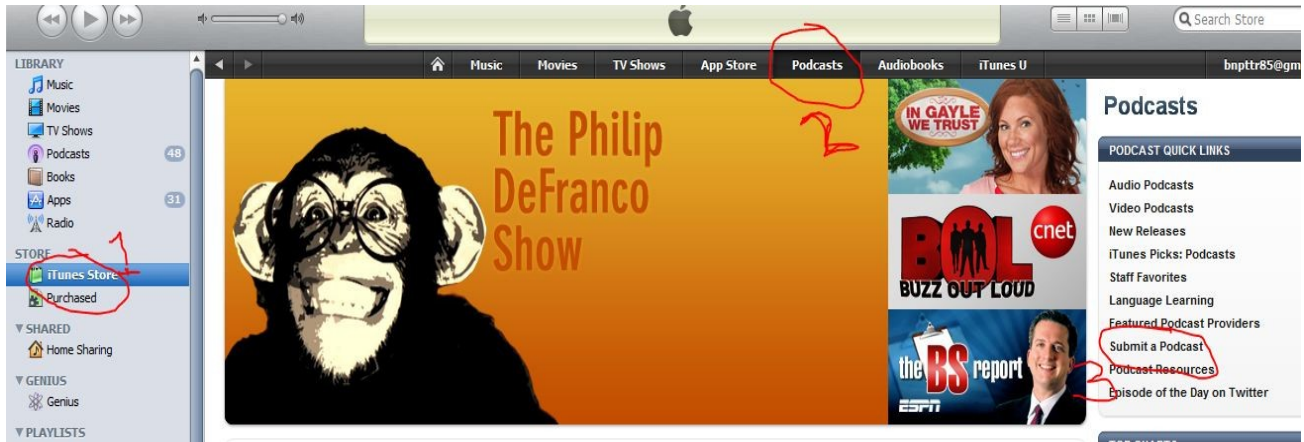 Search Store
LIBRARY
Music
Movies
TV Shows
Podcasts 48
Books
Apps 31
Radio
STORE
iTunes Store
Purchased
SHARED
Home Sharing
GENIUS
Genius
PLAYLISTS
1
Music Movies TV Shows App Store Podcasts Audiobooks iTunes U bnpttr85@gm
2
The Philip
DeFranco
Show
IN GAYLE
WE TRUST
BOL
cnet
BUZZ OUT LOUD
the BS report
ESPN
3
Podcasts
PODCAST QUICK LINKS
Audio Podcasts
Video Podcasts
New Releases
iTunes Picks: Podcasts
Staff Favorites
Language Learning
Featured Podcast Providers
Submit a Podcast
Podcast Resources
Episode of the Day on Twitter